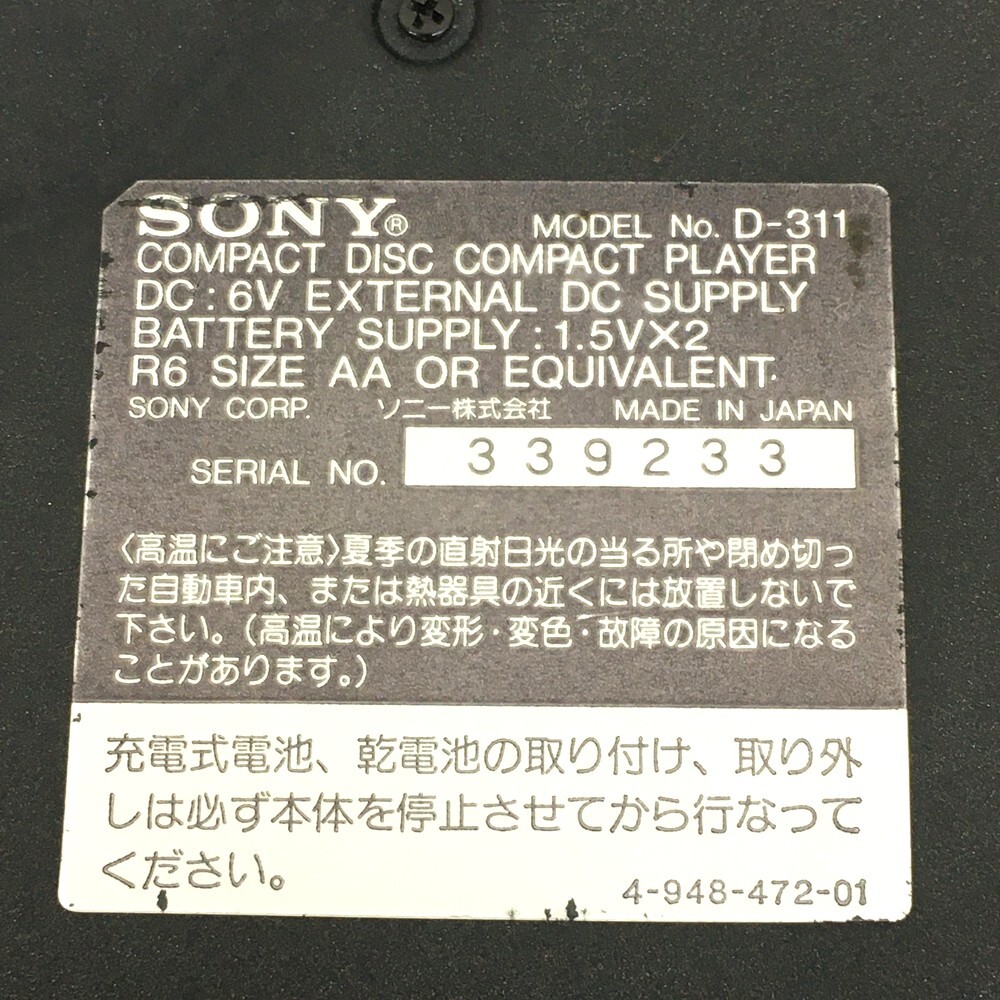 SONY® MODEL No. D-311
COMPACT DISC COMPACT PLAYER
DC : 6V EXTERNAL DC SUPPLY
BATTERY SUPPLY : 1.5V×2
R6 SIZE AA OR EQUIVALENT.
SONY CORP. ソニー株式会社 MADE IN JAPAN
SERIAL NO. 339233
〈高温にご注意〉夏季の直射日光の当る所や閉め切っ
た自動車内、または熱器具の近くには放置しないで
下さい。(高温により変形・変色・故障の原因になる
ことがあります。)
充電式電池、乾電池の取り付け、取り外
しは必ず本体を停止させてから行なって
ください。
4-948-472-01